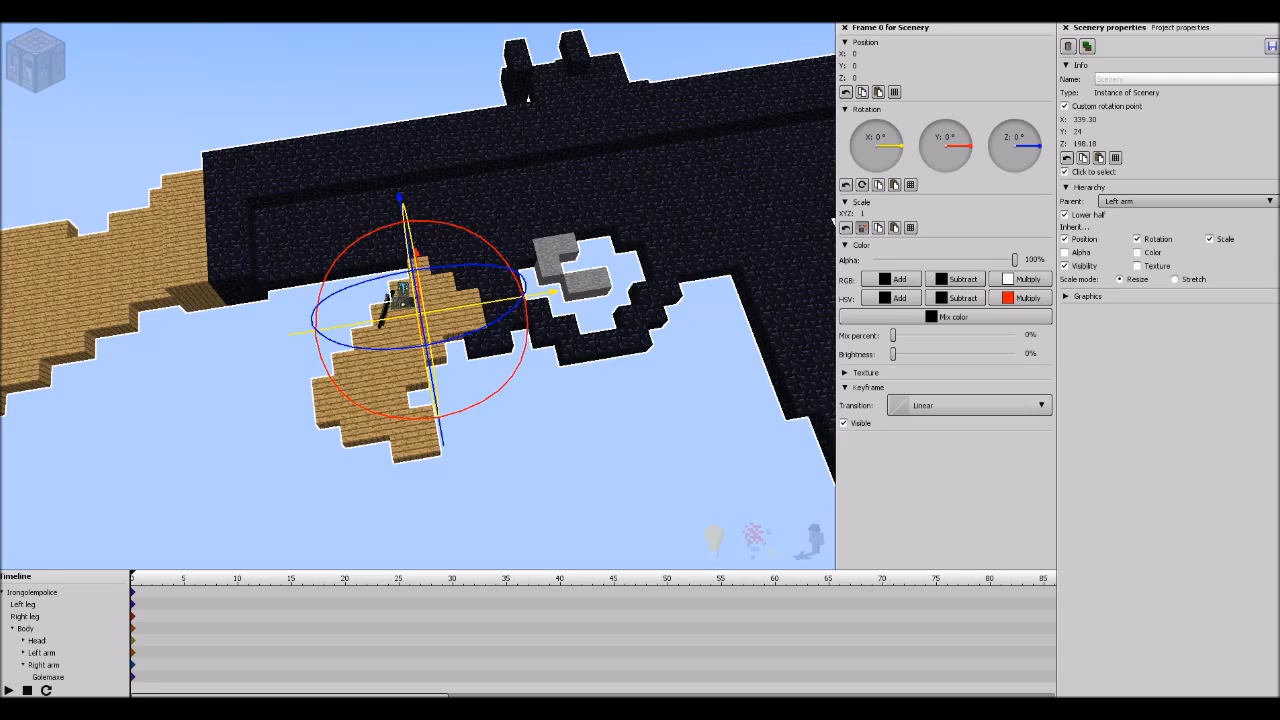 Frame 0 for Scenery
Position
X: 0
Y: 0
Z: 0
Rotation
X: 0 °
Y: 0 °
Z: 0 °
Scale
XYZ: 1
Color
Alpha: 100%
RGB: Add Subtract Multiply
HSV: Add Subtract Multiply
Mix color
Mix percent: 0%
Brightness: 0%
Texture
Keyframe
Transition: Linear
Visible
Scenery properties Project properties
Info
Name: Scenery
Type: Instance of Scenery
Custom rotation point
X: 339.30
Y: 24
Z: 198.18
Click to select
Hierarchy
Parent: Left arm
Lower half
Inherit...
Position Rotation Scale
Alpha Color
Visibility Texture
Scale mode: Resize Stretch
Graphics
Timeline
0 5 10 15 20 25 30 35 40 45 50 55 60 65 70 75 80 85
Irongolempolice
Left leg
Right leg
Body
Head
Left arm
Right arm
Golemaxe